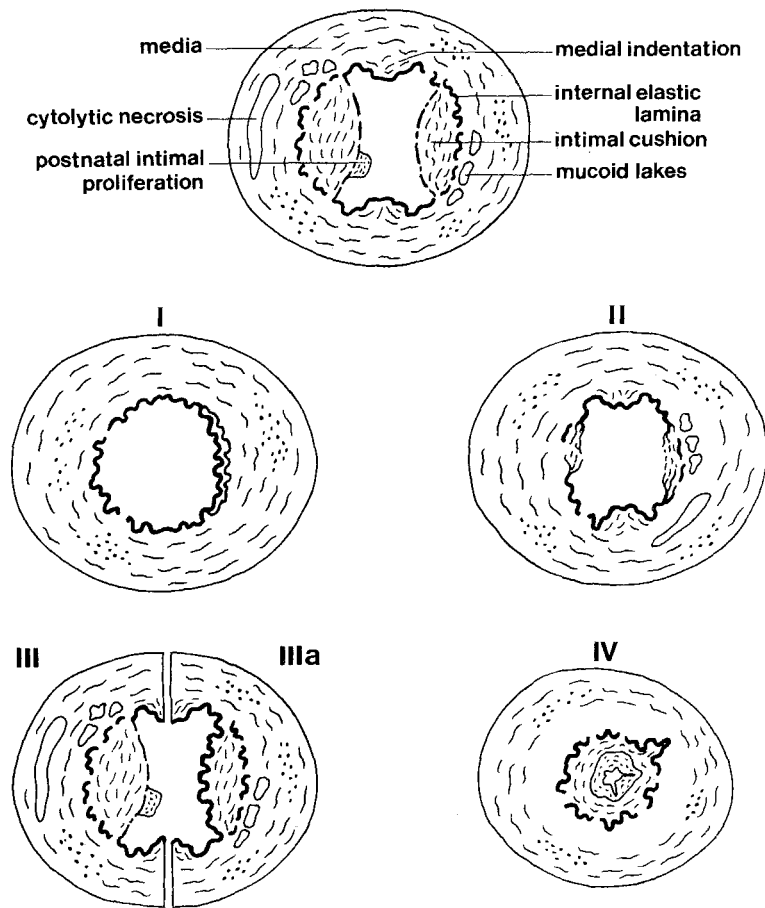 media
medial indentation
internal elastic
lamina
cytolytic necrosis
intimal cushion
postnatal intimal
proliferation
mucoid lakes
I
II
III
IIIa
IV